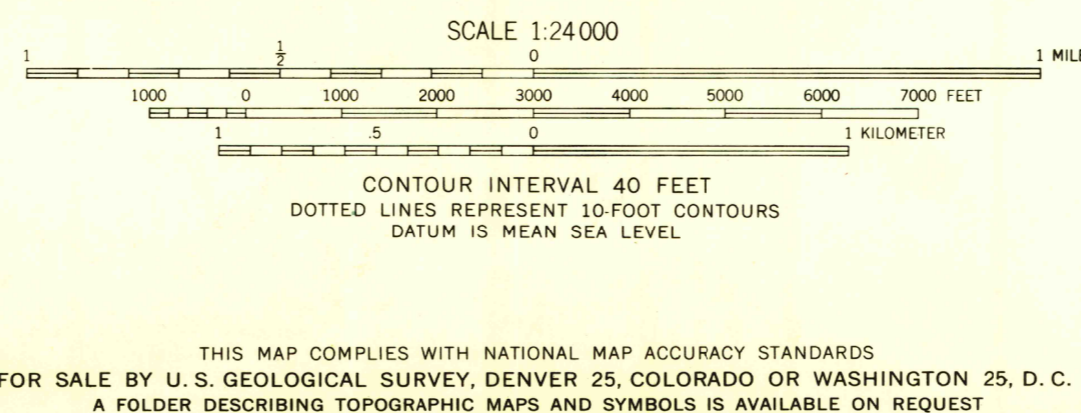 SCALE 1:24 000
1 1/2 0 1 MILE
1000 0 1000 2000 3000 4000 5000 6000 7000 FEET
1 .5 0 1 KILOMETER
CONTOUR INTERVAL 40 FEET
DOTTED LINES REPRESENT 10-FOOT CONTOURS
DATUM IS MEAN SEA LEVEL
THIS MAP COMPLIES WITH NATIONAL MAP ACCURACY STANDARDS
FOR SALE BY U. S. GEOLOGICAL SURVEY, DENVER 25, COLORADO OR WASHINGTON 25, D. C.
A FOLDER DESCRIBING TOPOGRAPHIC MAPS AND SYMBOLS IS AVAILABLE ON REQUEST